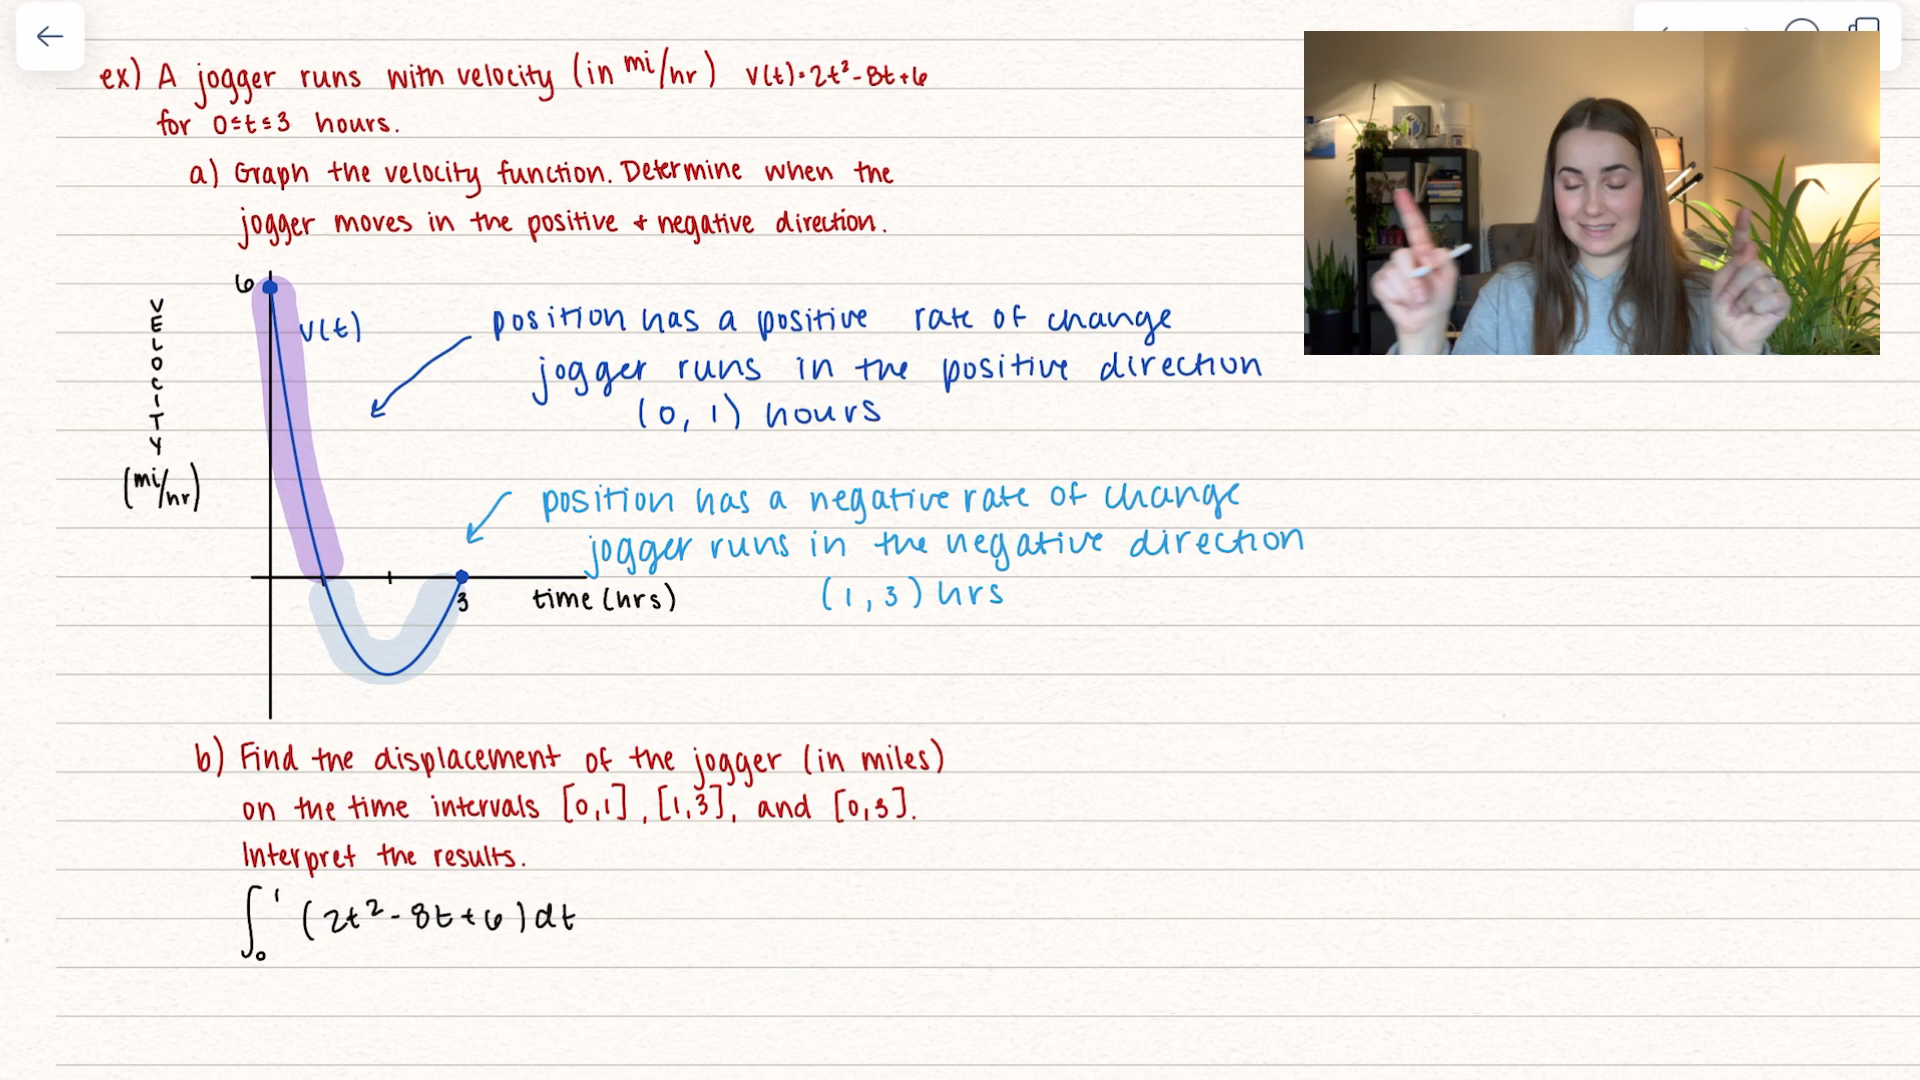 ex) A jogger runs with velocity (in mi/hr) v(t)=2t²-8t+6
for 0≤t≤3 hours.
a) Graph the velocity function. Determine when the
jogger moves in the positive + negative direction.
6
VELOCITY
(mi/hr)
v(t)
position has a positive rate of change
jogger runs in the positive direction
(0, 1) hours
position has a negative rate of change
jogger runs in the negative direction
(1, 3) hrs
3
time (hrs)
b) Find the displacement of the jogger (in miles)
on the time intervals [0,1], [1,3], and [0,3].
Interpret the results.
∫₀¹ (2t²-8t+6)dt